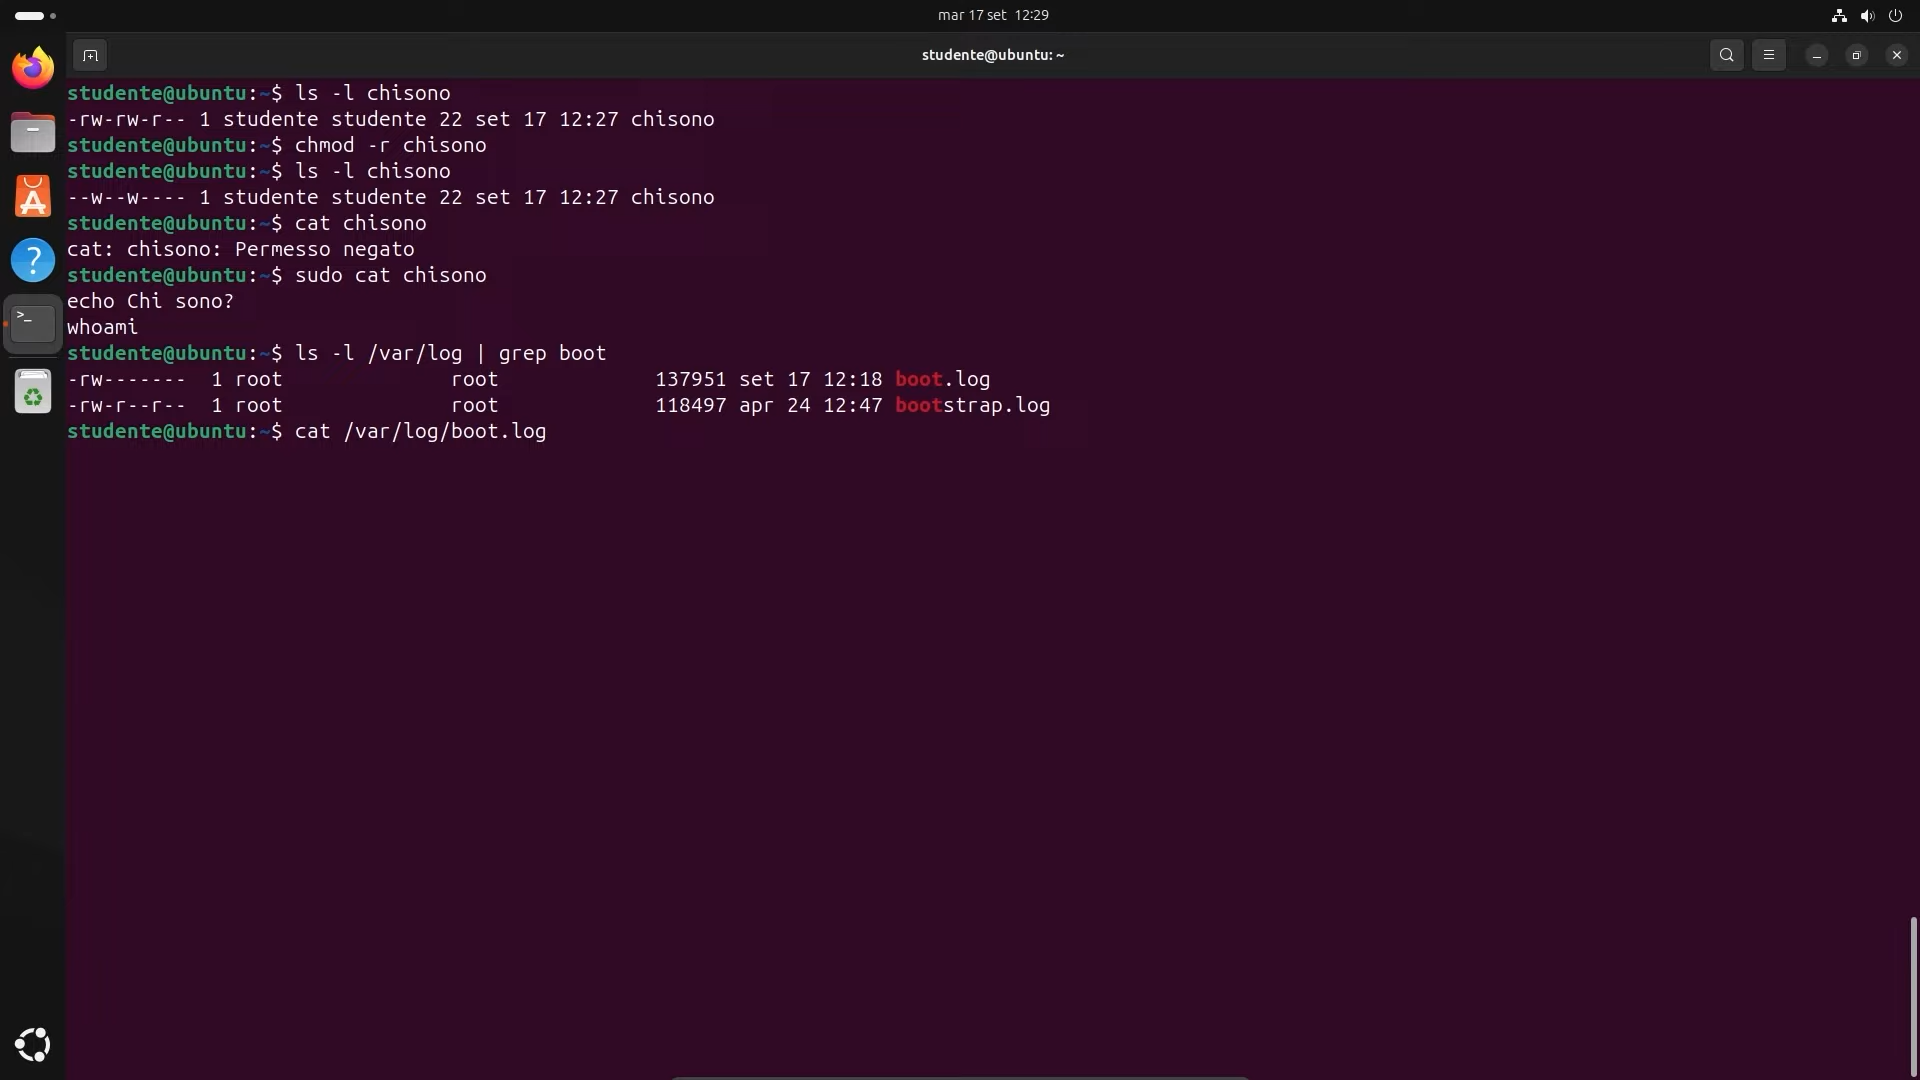 mar 17 set 12:29
studente@ubuntu: ~
studente@ubuntu:~$ ls -l chisono
-rw-rw-r-- 1 studente studente 22 set 17 12:27 chisono
studente@ubuntu:~$ chmod -r chisono
studente@ubuntu:~$ ls -l chisono
--w--w---- 1 studente studente 22 set 17 12:27 chisono
studente@ubuntu:~$ cat chisono
cat: chisono: Permesso negato
studente@ubuntu:~$ sudo cat chisono
echo Chi sono?
whoami
studente@ubuntu:~$ ls -l /var/log | grep boot
-rw-------  1 root              root             137951 set 17 12:18 boot.log
-rw-r--r--  1 root              root             118497 apr 24 12:47 bootstrap.log
studente@ubuntu:~$ cat /var/log/boot.log